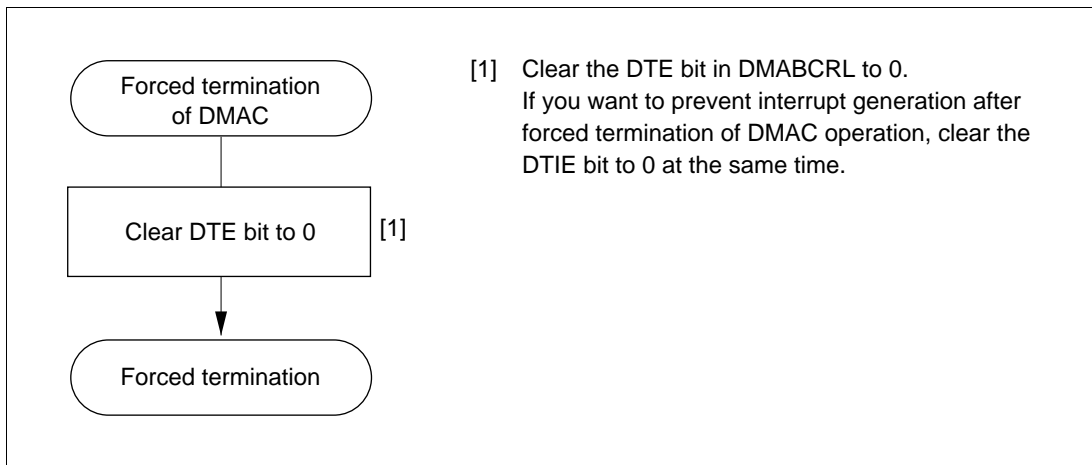 Forced termination
of DMAC
Clear DTE bit to 0
[1]
Forced termination
[1] Clear the DTE bit in DMABCRL to 0.
If you want to prevent interrupt generation after
forced termination of DMAC operation, clear the
DTIE bit to 0 at the same time.